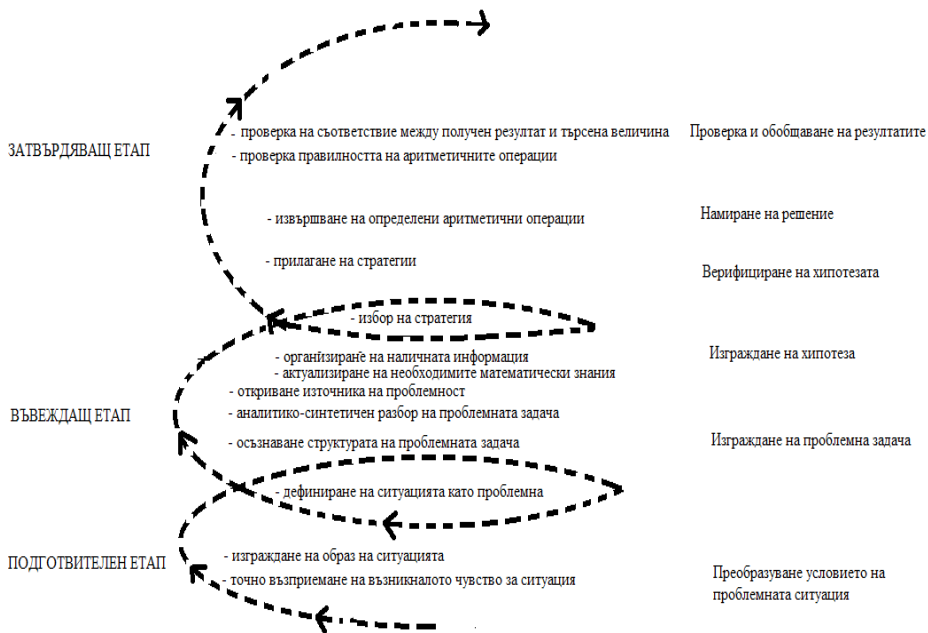 - проверка на съответствие между получен резултат и търсена величина
Проверка и обобщаване на резултатите
ЗАТВЪРДЯВАЩ ЕТАП
- проверка правилността на аритметичните операции
- извършване на определени аритметични операции
Намиране на решение
- прилагане на стратегии
Верифициране на хипотезата
- избор на стратегия
- организиране на наличната информация
Изграждане на хипотеза
- актуализиране на необходимите математически знания
- откриване източника на проблемност
ВЪВЕЖДАЩ ЕТАП
- аналитико-синтетичен разбор на проблемната задача
- осъзнаване структурата на проблемната задача
Изграждане на проблемна задача
- дефиниране на ситуацията като проблемна
ПОДГОТВИТЕЛЕН ЕТАП
- изграждане на образ на ситуацията
- точно възприемане на възникналото чувство за ситуация
Преобразуване условието на
проблемната ситуация